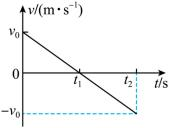 v/(m·s⁻¹)
v₀
0
t₁
t₂
t/s
−v₀